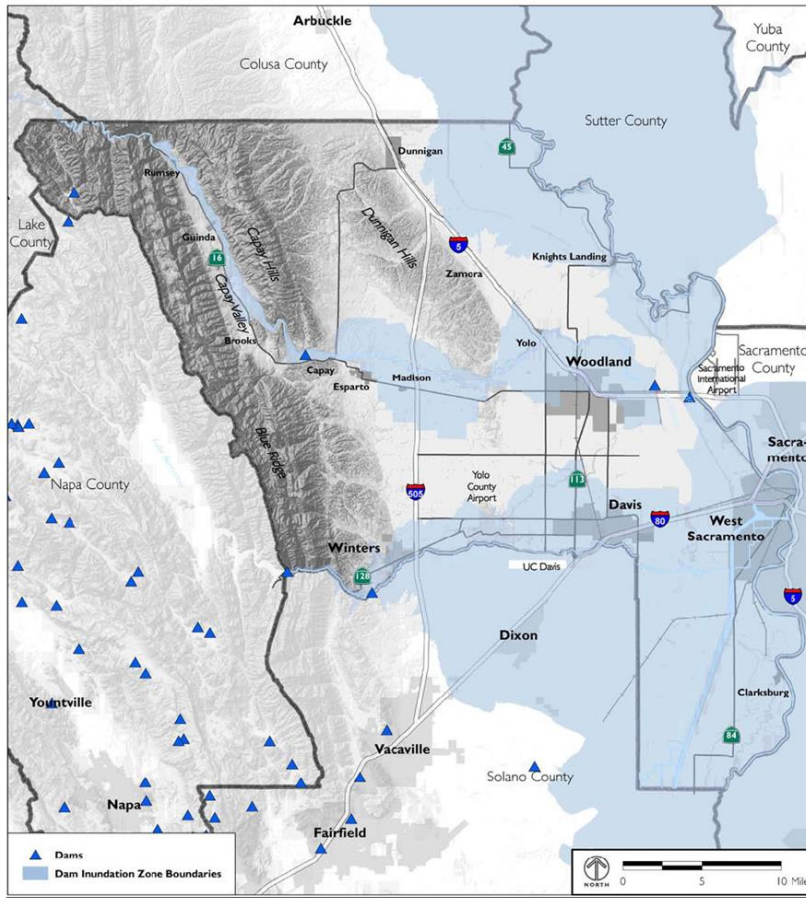 Arbuckle
Yuba
County
Colusa County
Sutter County
45
Dunnigan
Rumsey
Lake
County
Guinda
16
Capay Hills
Dunnigan Hills
5
Knights Landing
Zamora
Capay Valley
Brooks
Yolo
Woodland
Sacramento
County
Sacramento
International
Airport
Capay
Esparto
Madison
Blue Ridge
Sacra-
mento
Napa County
Yolo
County
Airport
505
113
Davis
80
West
Sacramento
Winters
UC Davis
128
Dixon
5
Yountville
Clarksburg
84
Vacaville
Solano County
Napa
Fairfield
Dams
Dam Inundation Zone Boundaries
NORTH
0 5 10 Mile